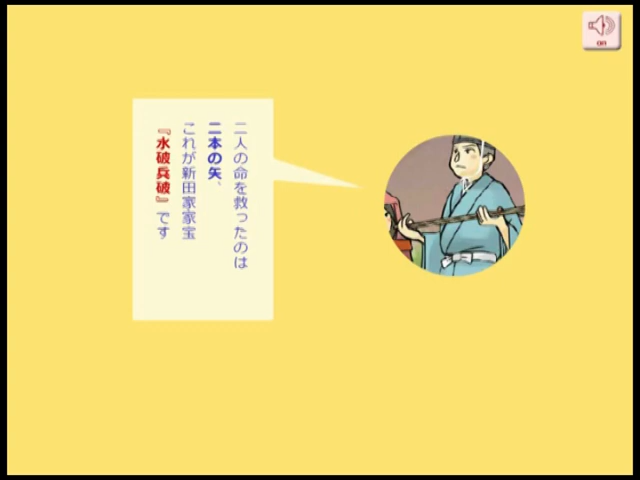 二人の命を救ったのは
二本の矢、
これが新田家家宝
『水破兵破』です
on